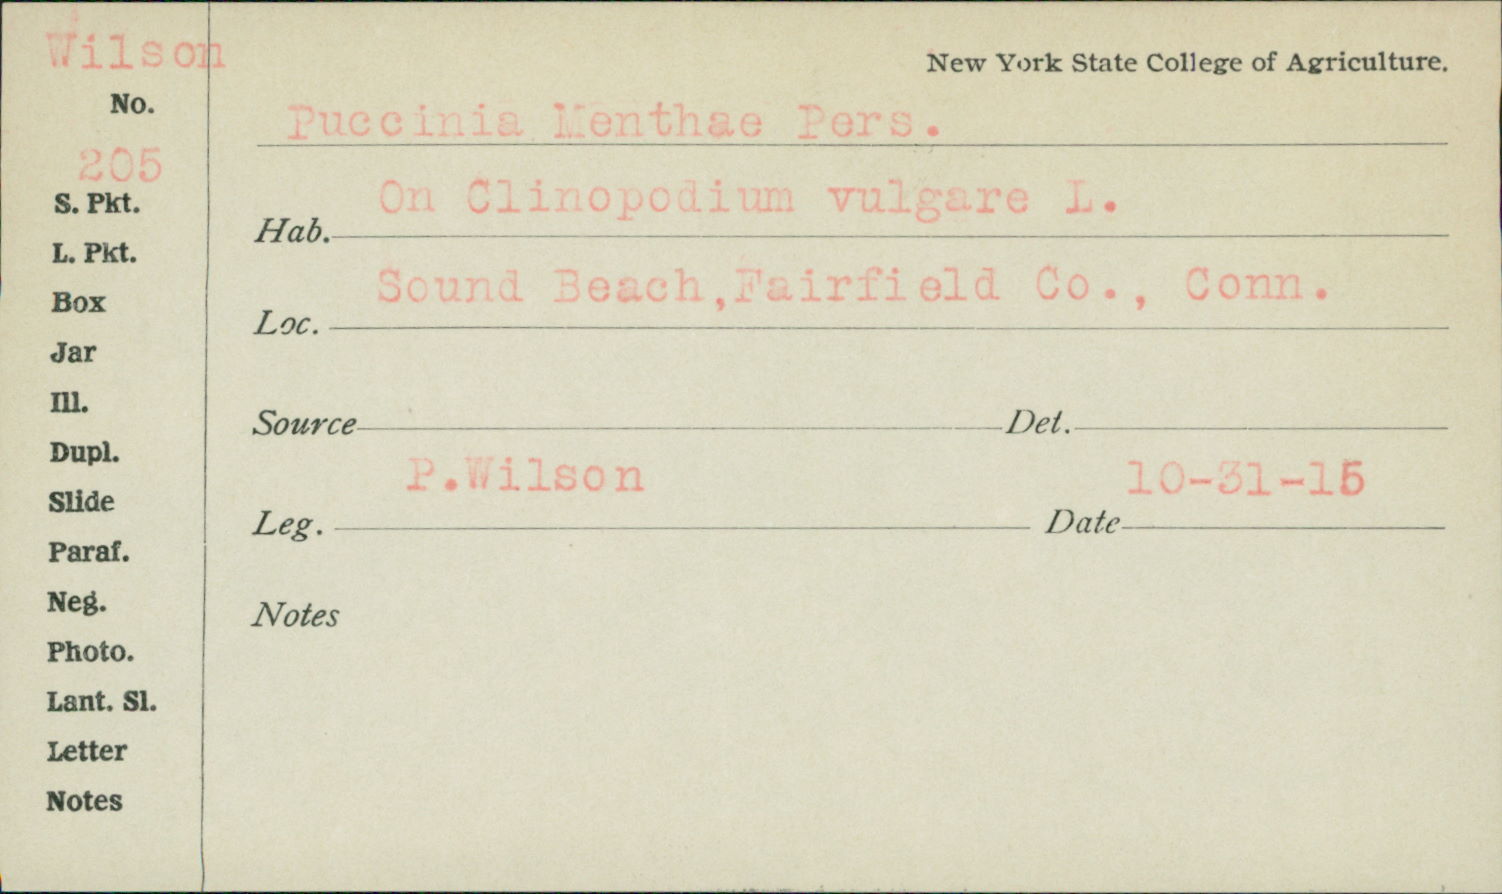 Wilson
New York State College of Agriculture.
No.
Puccinia Menthae Pers.
205
S. Pkt.
On Clinopodium vulgare L.
Hab.
L. Pkt.
Sound Beach,Fairfield Co., Conn.
Box
Loc.
Jar
Ill.
Source Det.
Dupl.
P.Wilson 10-31-15
Slide
Leg. Date
Paraf.
Neg.
Notes
Photo.
Lant. Sl.
Letter
Notes